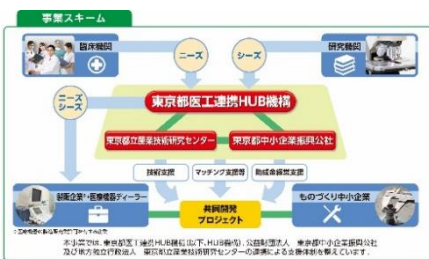 事業スキーム
臨床機関
ニーズ
シーズ
研究機関
ニーズ
シーズ
東京都医工連携HUB機構
東京都立産業技術研究センター
東京都中小企業振興公社
技術支援
マッチング支援等
助成金経営支援
製販企業*・医療機器ディーラー
共同開発
プロジェクト
ものづくり中小企業
本事業では、東京都医工連携HUB機構(以下、HUB機構)、公益財団法人 東京都中小企業振興公社
及び地方独立行政法人 東京都立産業技術研究センターの連携による支援体制を整えています。